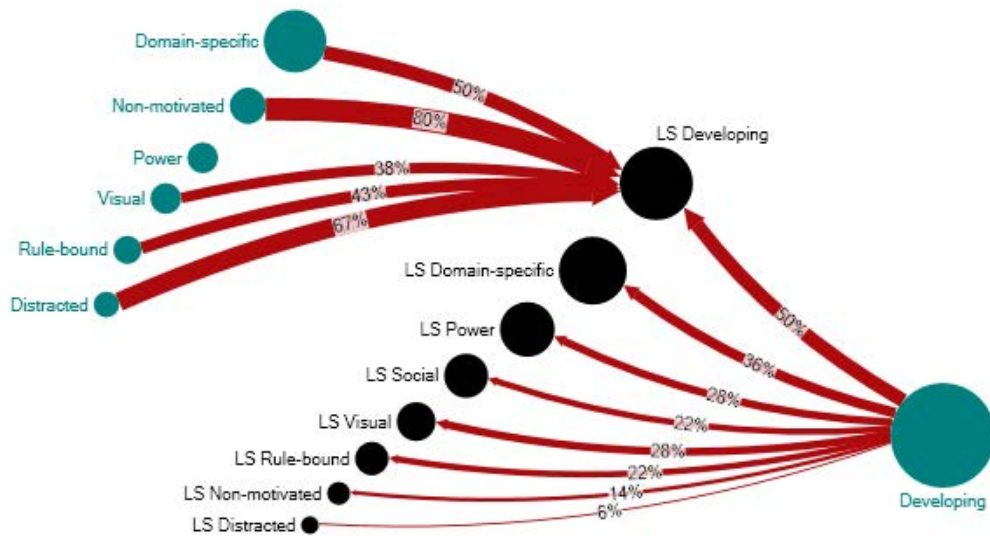 Domain-specific
50%
Non-motivated
80%
LS Developing
Power
38%
Visual
43%
Rule-bound
67%
LS Domain-specific
Distracted
50%
LS Power
36%
LS Social
28%
22%
LS Visual
28%
LS Rule-bound
22%
LS Non-motivated
14%
Developing
6%
LS Distracted